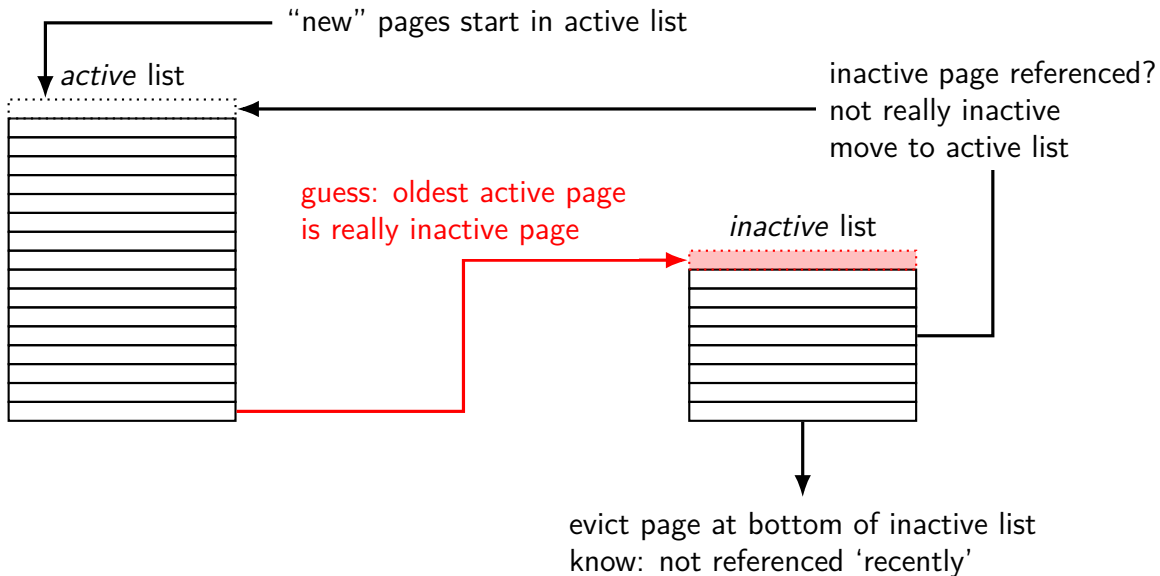 “new” pages start in active list
active list
inactive page referenced?
not really inactive
move to active list
guess: oldest active page
is really inactive page
inactive list
evict page at bottom of inactive list
know: not referenced ‘recently’